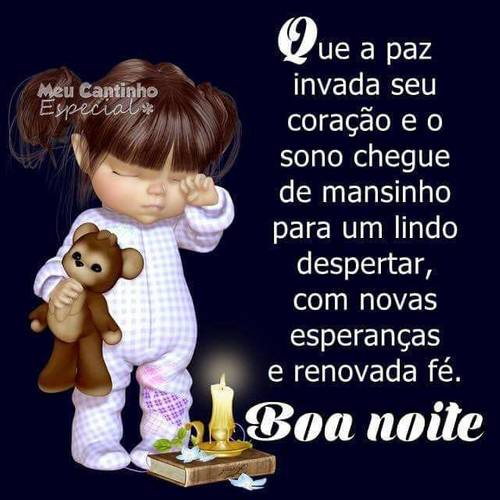 Meu Cantinho
Especial*
Que a paz
invada seu
coração e o
sono chegue
de mansinho
para um lindo
despertar,
com novas
esperanças
e renovada fé.
Boa noite